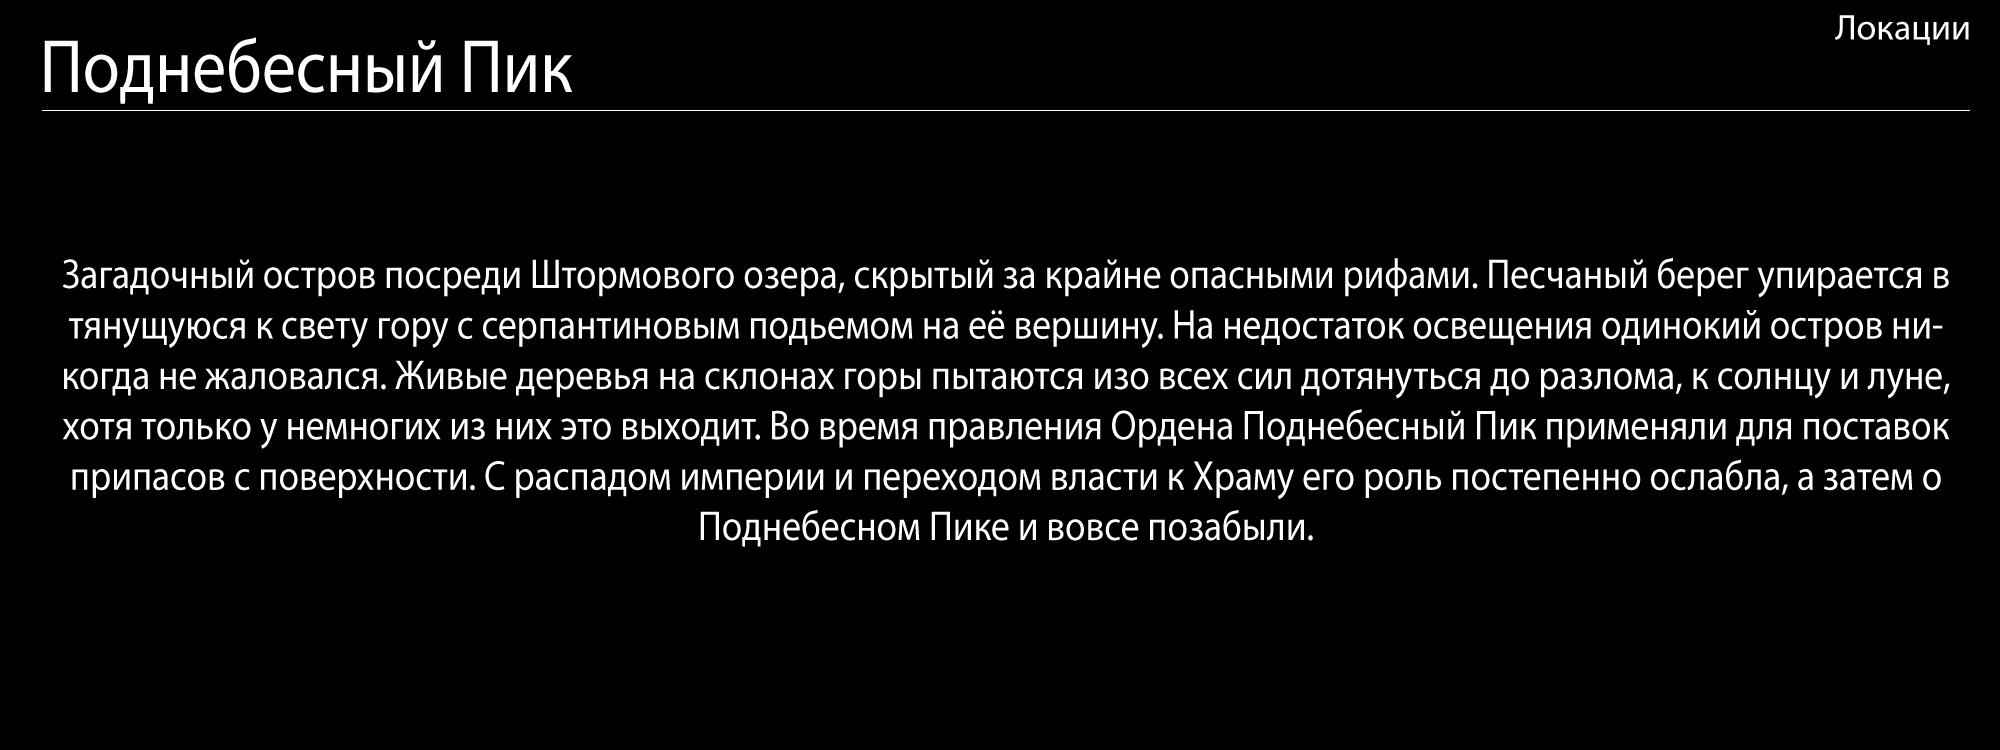 Локации
Поднебесный Пик
Загадочный остров посреди Штормового озера, скрытый за крайне опасными рифами. Песчаный берег упирается в
тянущуюся к свету гору с серпантиновым подьемом на её вершину. На недостаток освещения одинокий остров ни-
когда не жаловался. Живые деревья на склонах горы пытаются изо всех сил дотянуться до разлома, к солнцу и луне,
хотя только у немногих из них это выходит. Во время правления Ордена Поднебесный Пик применяли для поставок
припасов с поверхности. С распадом империи и переходом власти к Храму его роль постепенно ослабла, а затем о
Поднебесном Пике и вовсе позабыли.